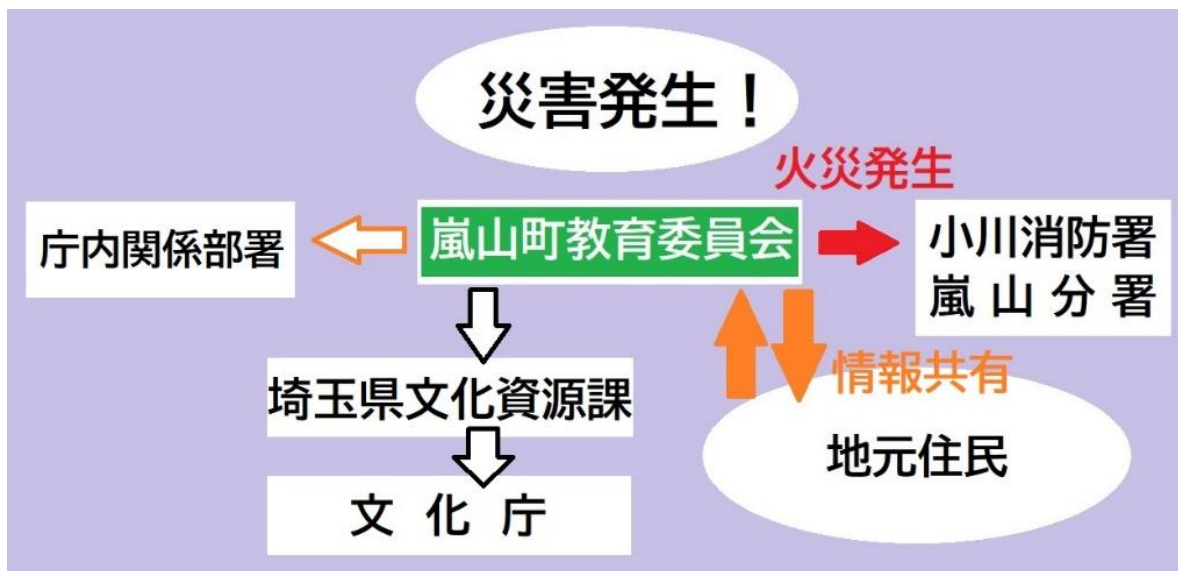 災害発生！
火災発生
庁内関係部署
嵐山町教育委員会
小川消防署
嵐山分署
情報共有
埼玉県文化資源課
地元住民
文化庁